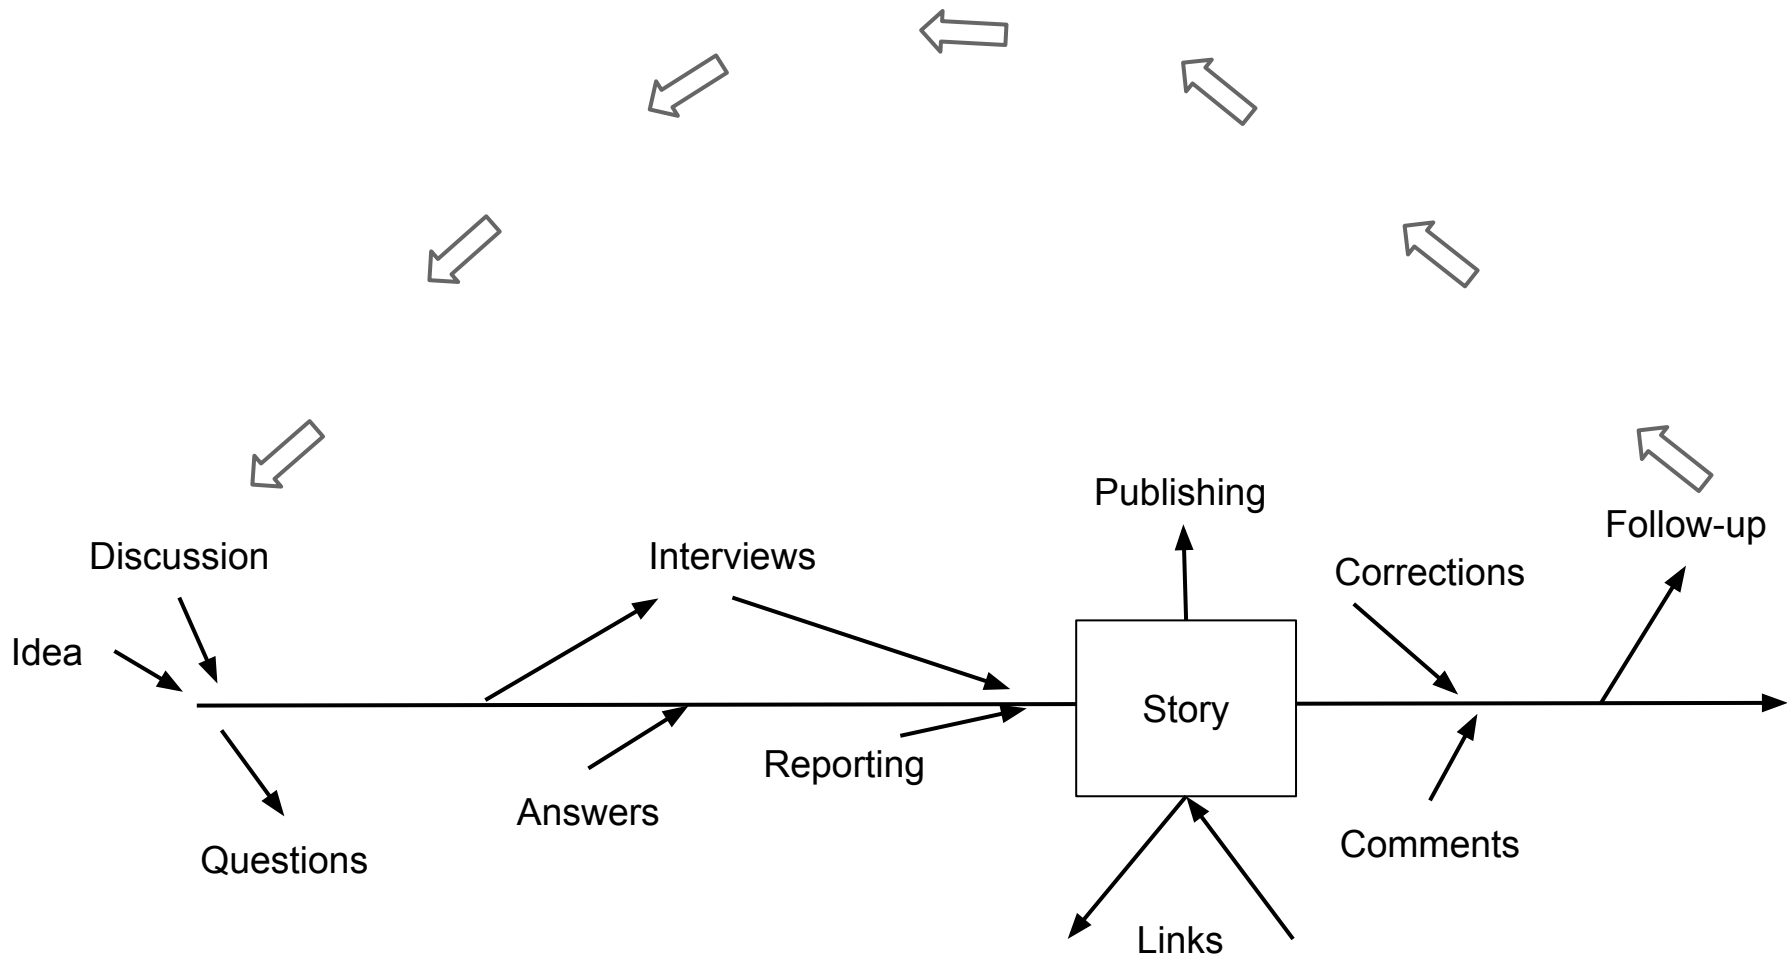 Publishing
Follow-up
Discussion
Interviews
Corrections
Idea
Story
Reporting
Answers
Comments
Questions
Links